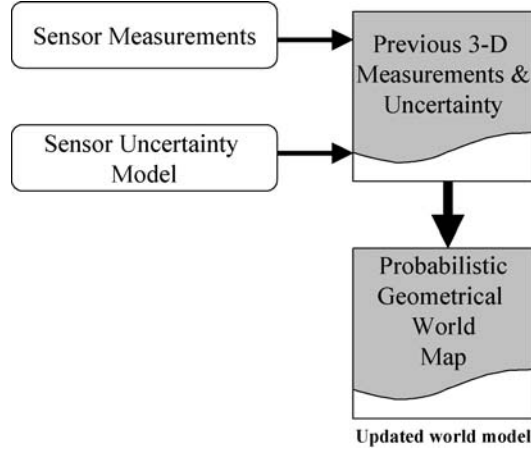 Sensor Measurements
Previous 3-D
Measurements &
Uncertainty
Sensor Uncertainty
Model
Probabilistic
Geometrical
World
Map
Updated world model